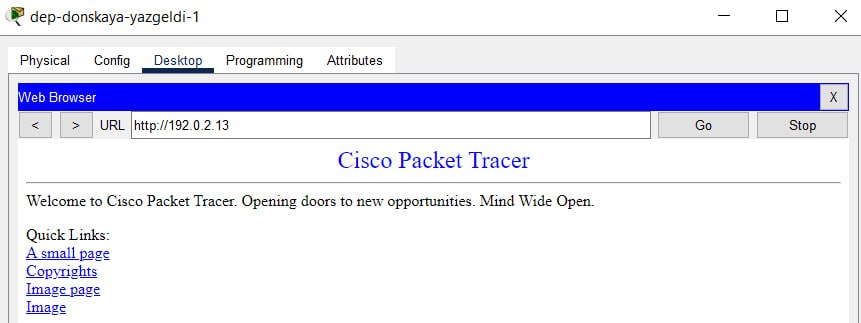 dep-donskaya-yazgeldi-1
Physical Config Desktop Programming Attributes
Web Browser X
< > URL http://192.0.2.13 Go Stop
Cisco Packet Tracer
Welcome to Cisco Packet Tracer. Opening doors to new opportunities. Mind Wide Open.
Quick Links:
A small page
Copyrights
Image page
Image